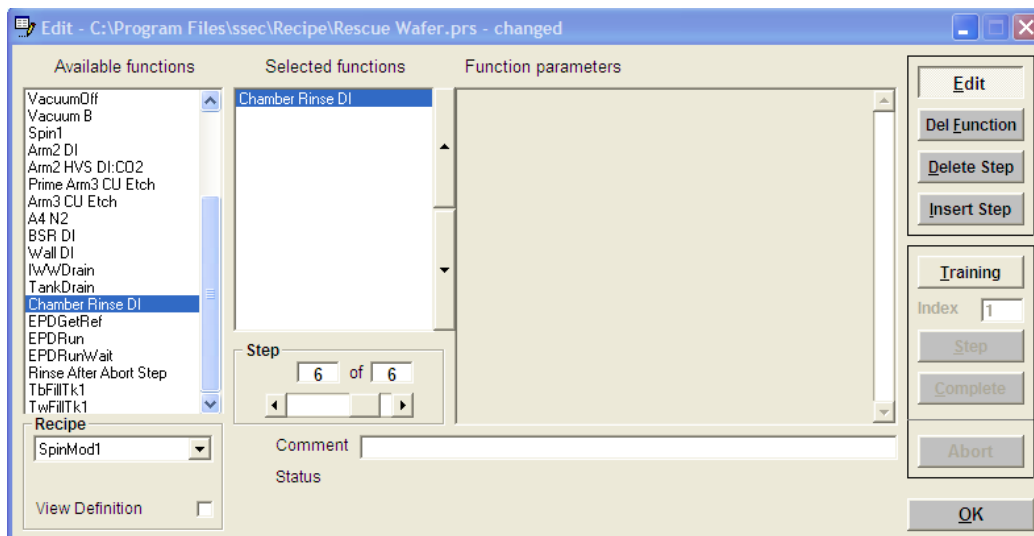 Edit - C:\Program Files\ssec\Recipe\Rescue Wafer.prs - changed
Available functions
Selected functions
Function parameters
VacuumOff
Vacuum B
Spin1
Arm2 DI
Arm2 HVS DI:CO2
Prime Arm3 CU Etch
Arm3 CU Etch
A4 N2
BSR DI
Wall DI
IWWDrain
TankDrain
Chamber Rinse DI
EPDGetRef
EPDRun
EPDRunWait
Rinse After Abort Step
TbFillTk1
TwFillTk1
Chamber Rinse DI
Step
6 of 6
Recipe
SpinMod1
View Definition
Comment
Status
Edit
Del Function
Delete Step
Insert Step
Training
Index 1
Step
Complete
Abort
OK